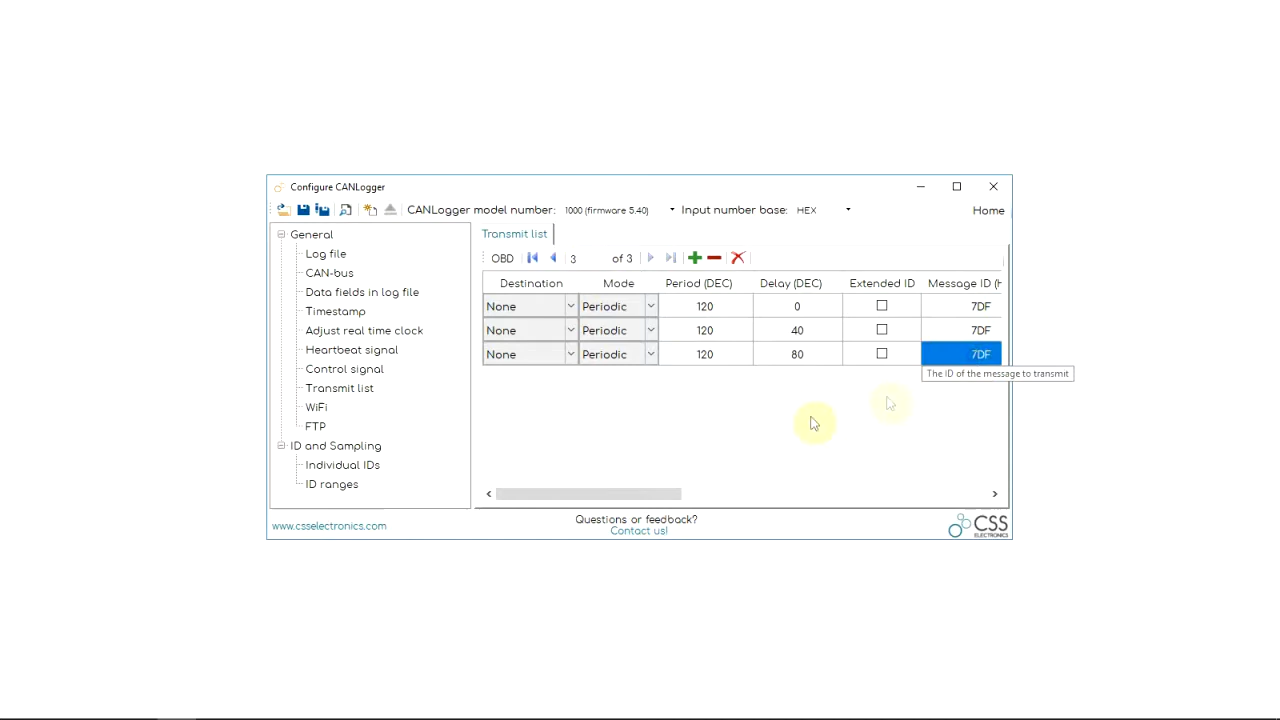 Configure CANLogger
CANLogger model number: 1000 (firmware 5.40) Input number base: HEX Home
General
Log file
CAN-bus
Data fields in log file
Timestamp
Adjust real time clock
Heartbeat signal
Control signal
Transmit list
WiFi
FTP
ID and Sampling
Individual IDs
ID ranges
Transmit list
OBD 3 of 3
Destination Mode Period (DEC) Delay (DEC) Extended ID Message ID (H
None Periodic 120 0 7DF
None Periodic 120 40 7DF
None Periodic 120 80 7DF
The ID of the message to transmit
www.csselectronics.com
Questions or feedback?
Contact us!
CSS
ELECTRONICS